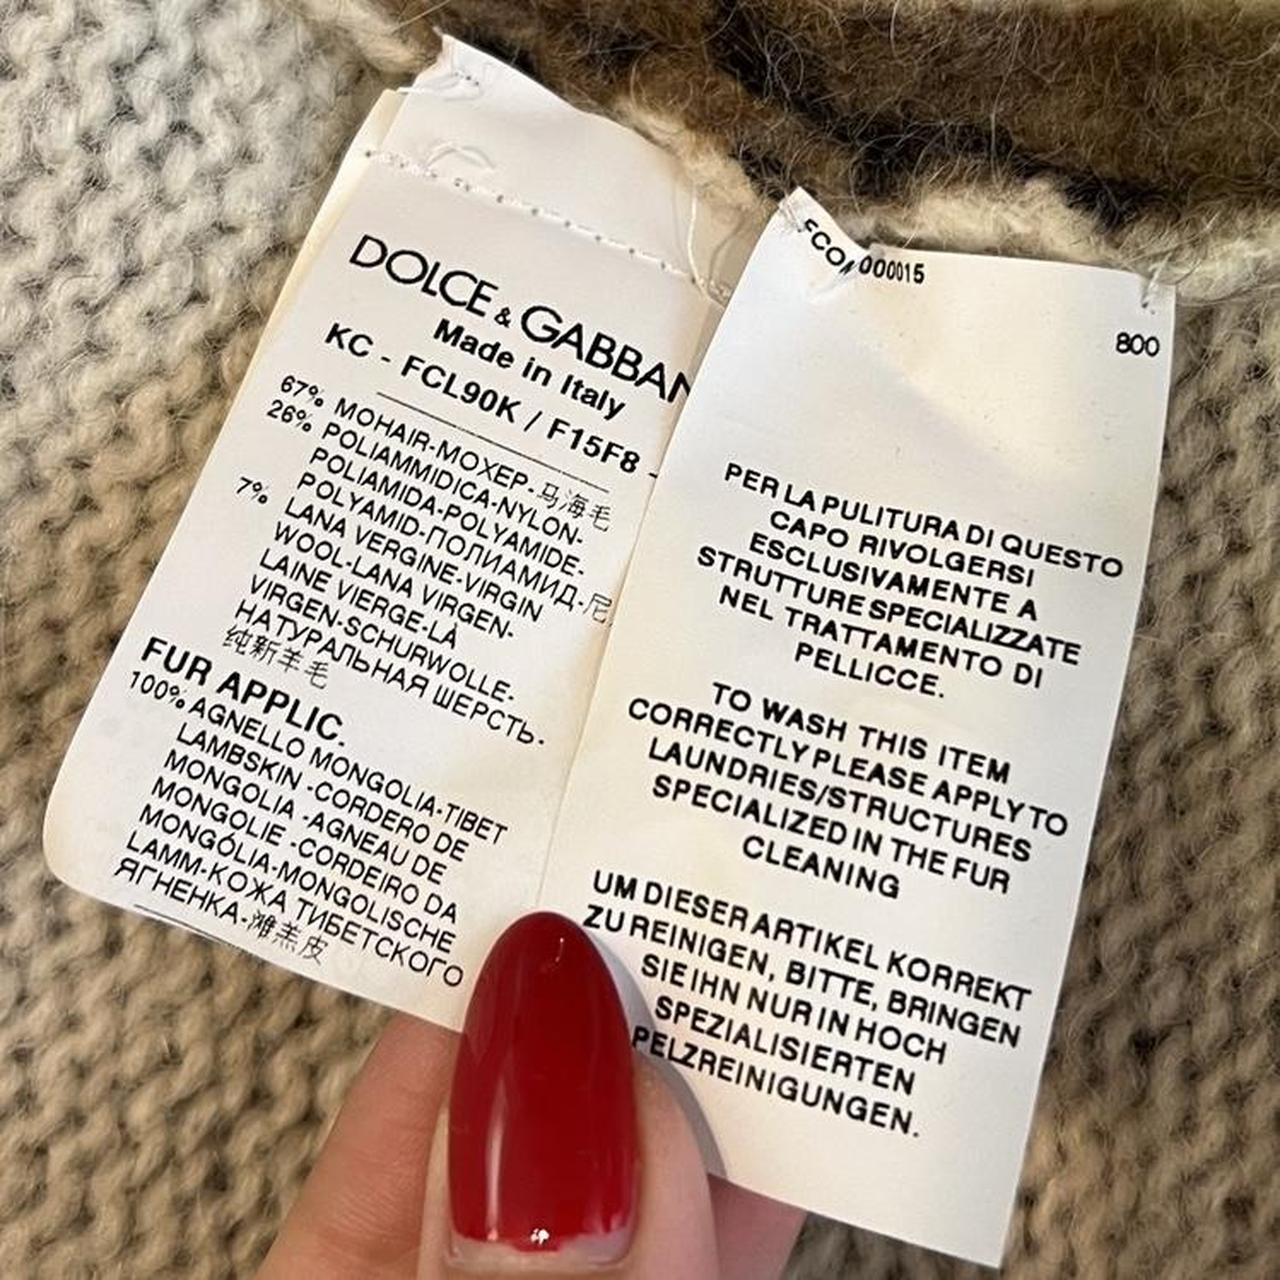 DOLCE & GABBAN
Made in Italy
KC - FCL90K / F15F8 -
67% MOHAIR-МОХЕР-马海毛
26% POLIAMMIDICA-NYLON-
POLIAMIDA-POLYAMIDE-
POLYAMID-ПОЛИАМИД-尼
7% LANA VERGINE-VIRGIN
WOOL-LANA VIRGEN-
LAINE VIERGE-LÀ
VIRGEN-SCHURWOLLE-
НАТУРАЛЬНАЯ ШЕРСТЬ-
纯新羊毛
FUR APPLIC.
100% AGNELLO MONGOLIA-TIBET
LAMBSKIN -CORDERO DE
MONGOLIA -AGNEAU DE
MONGOLIE -CORDEIRO DA
MONGÓLIA-MONGOLISCHE
LAMM-КОЖА ТИБЕТСКОГО
ЯГНЕНКА-滩羔皮
FCO 000015
800
PER LA PULITURA DI QUESTO
CAPO RIVOLGERSI
ESCLUSIVAMENTE A
STRUTTURE SPECIALIZZATE
NEL TRATTAMENTO DI
PELLICCE.
TO WASH THIS ITEM
CORRECTLY PLEASE APPLY TO
LAUNDRIES/STRUCTURES
SPECIALIZED IN THE FUR
CLEANING
UM DIESER ARTIKEL KORREKT
ZU REINIGEN, BITTE, BRINGEN
SIE IHN NUR IN HOCH
SPEZIALISIERTEN
PELZREINIGUNGEN.